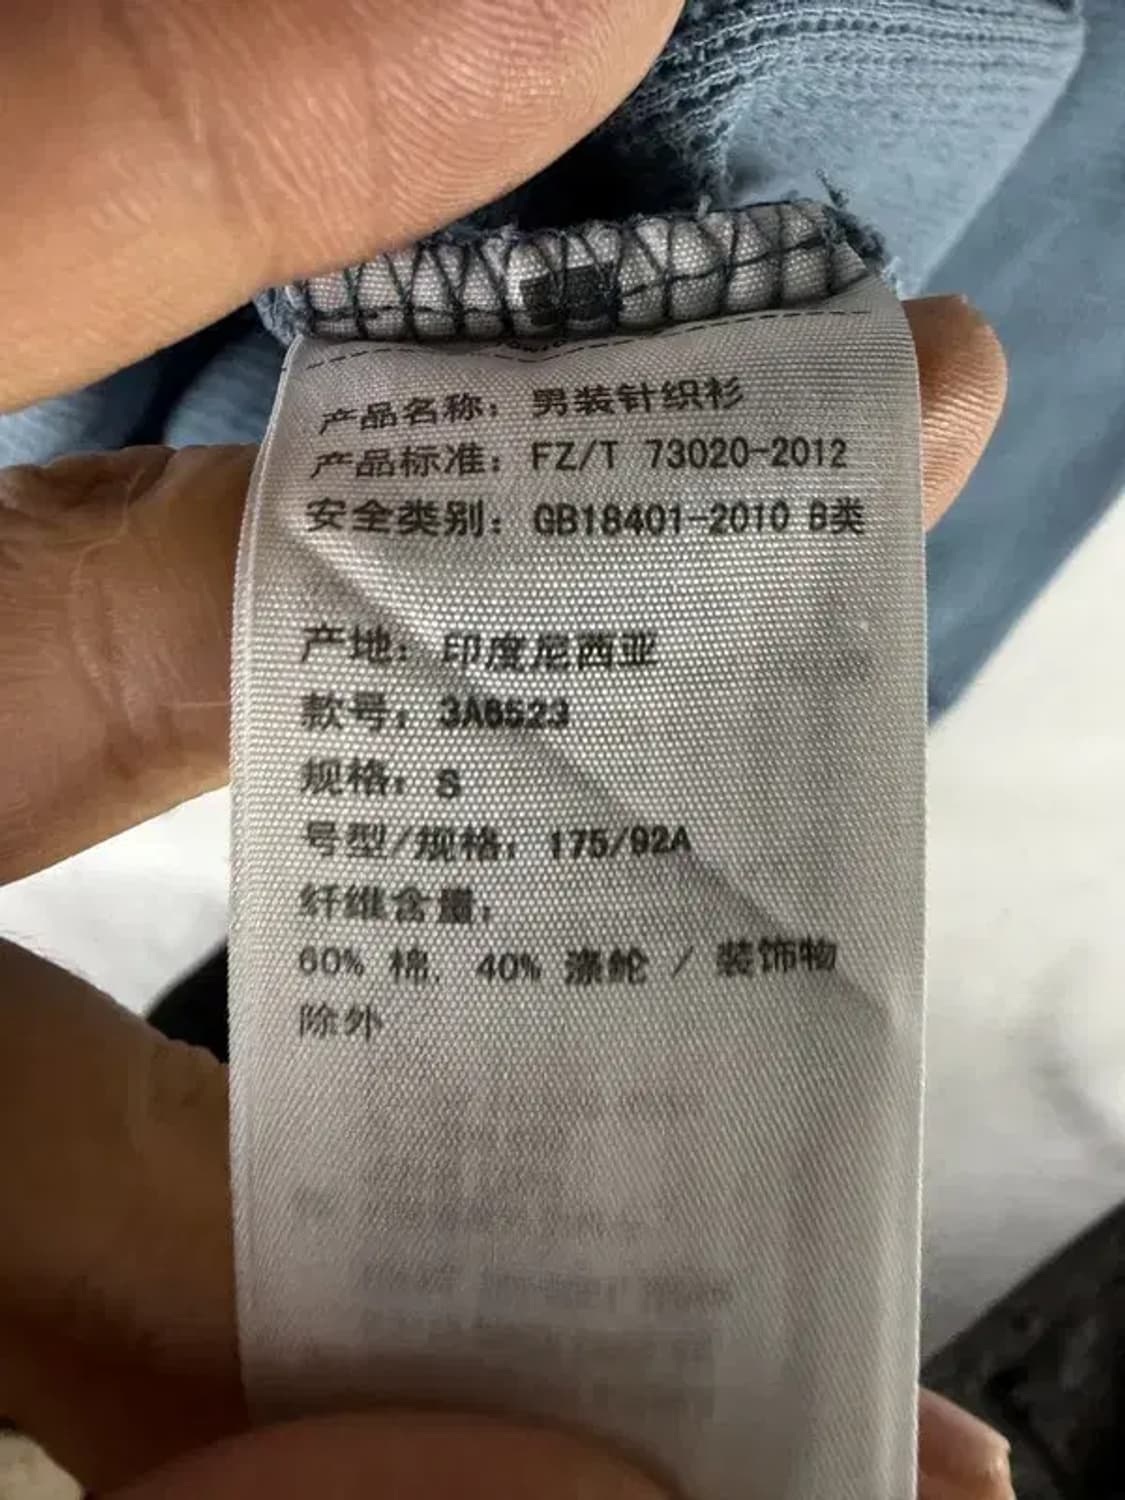 产品名称：男装针织衫
产品标准：FZ/T 73020-2012
安全类别：GB18401-2010 B类
产地：印度尼西亚
款号：3A6523
规格：S
号型/规格：175/92A
纤维含量：
60% 棉, 40% 涤纶 / 装饰物
除外